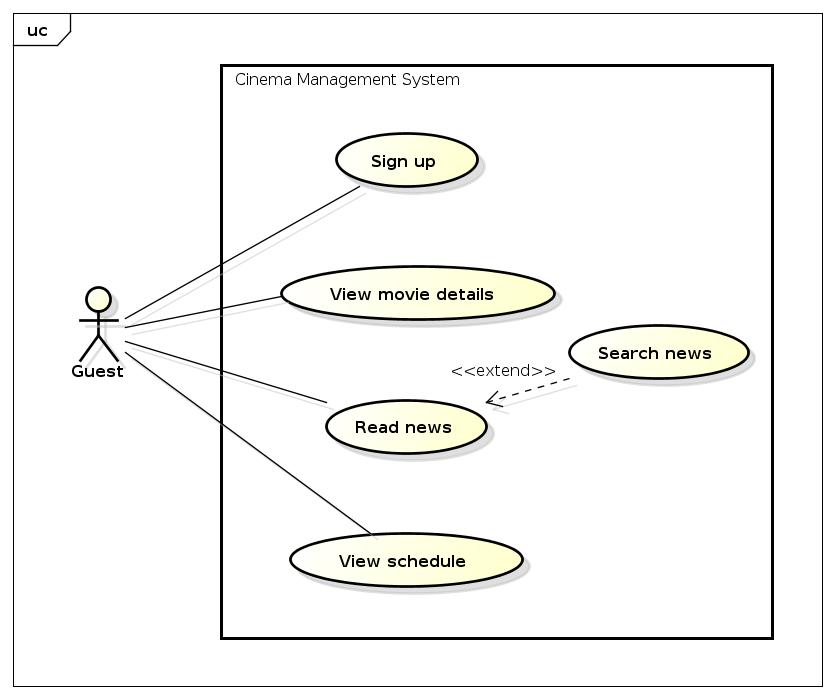 uc
Cinema Management System
Sign up
View movie details
Search news
<<extend>>
Guest
Read news
View schedule